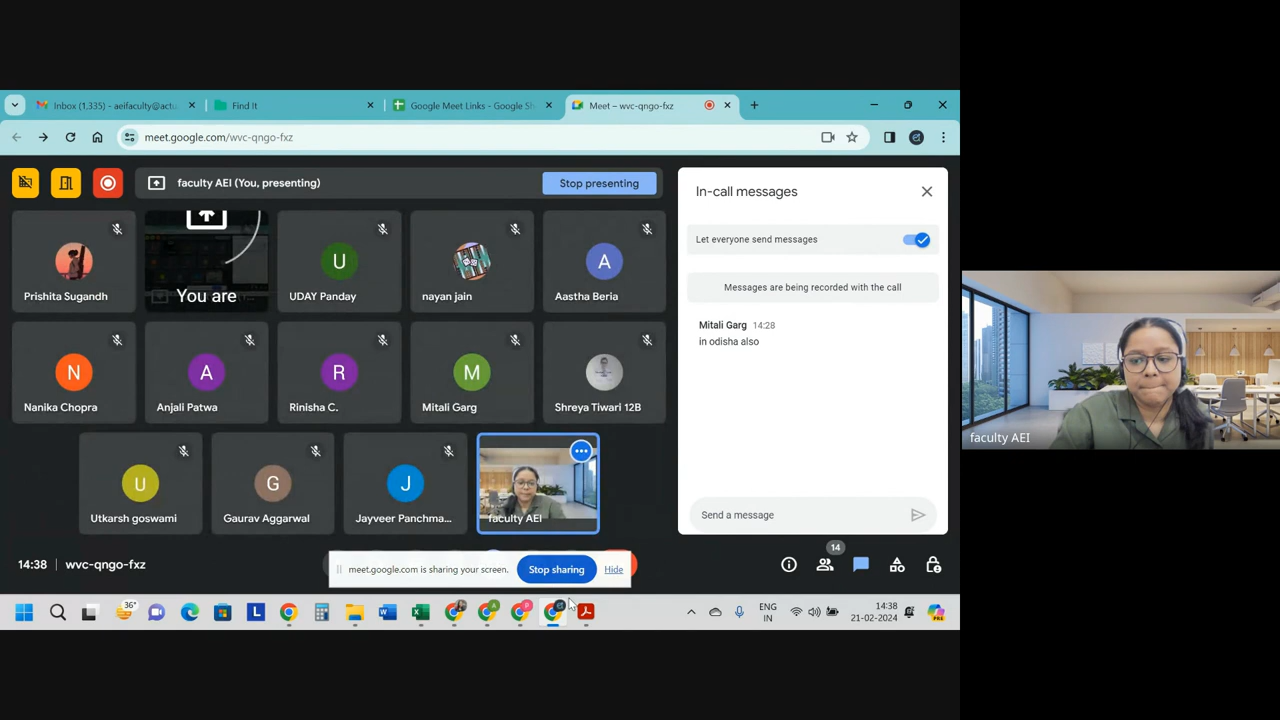 Inbox (1,335) - aeifaculty@actu
Find It
Google Meet Links - Google Sh
Meet – wvc-qngo-fxz
meet.google.com/wvc-qngo-fxz
faculty AEI (You, presenting)
Stop presenting
In-call messages
Let everyone send messages
Messages are being recorded with the call
Mitali Garg 14:28
in odisha also
Prishita Sugandh
You are
U
UDAY Panday
nayan jain
A
Aastha Beria
N
Nanika Chopra
A
Anjali Patwa
R
Rinisha C.
M
Mitali Garg
Shreya Tiwari 12B
U
Utkarsh goswami
G
Gaurav Aggarwal
J
Jayveer Panchma...
faculty AEI
Send a message
14:38 | wvc-qngo-fxz
meet.google.com is sharing your screen.
Stop sharing
Hide
14
36°
L
ENG
IN
14:38
21-02-2024
faculty AEI